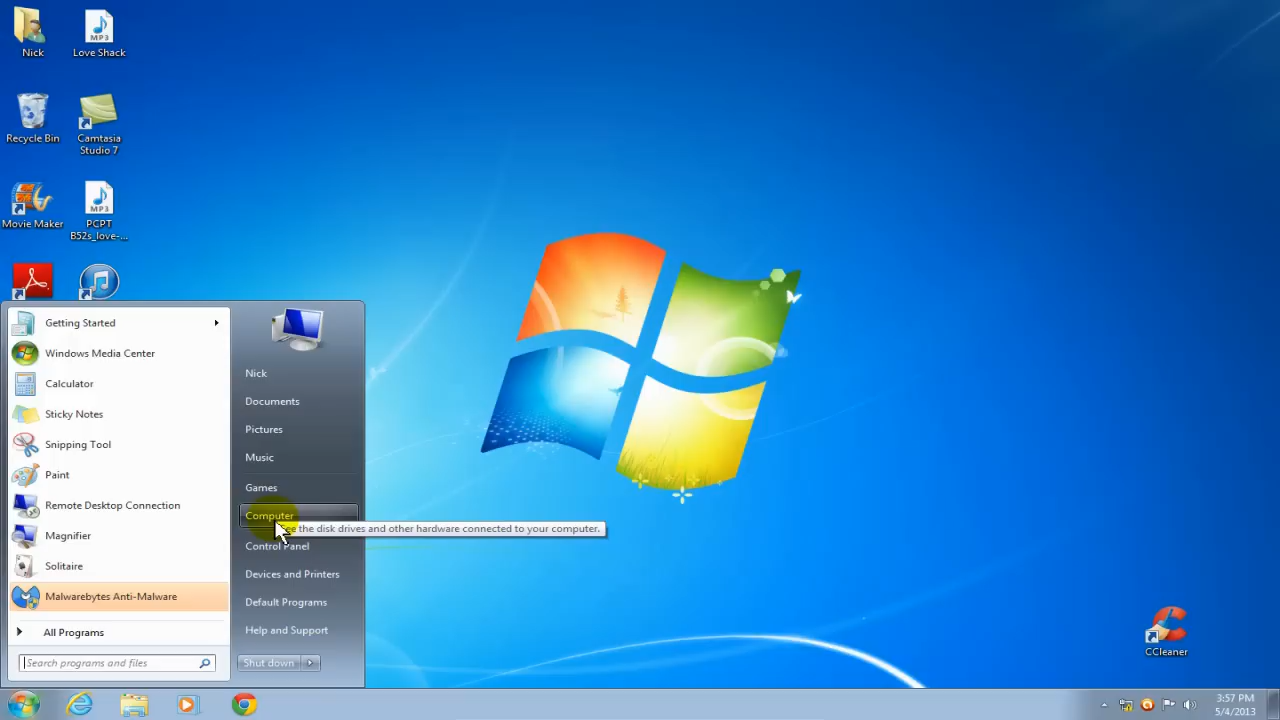 Nick
Love Shack
Recycle Bin
Camtasia
Studio 7
Movie Maker
PCPT
B52s_love-...
Getting Started
Windows Media Center
Calculator
Sticky Notes
Snipping Tool
Paint
Remote Desktop Connection
Magnifier
Solitaire
Malwarebytes Anti-Malware
All Programs
Search programs and files
Nick
Documents
Pictures
Music
Games
Computer
the disk drives and other hardware connected to your computer.
Control Panel
Devices and Printers
Default Programs
Help and Support
Shut down
CCleaner
3:57 PM
5/4/2013
MP3
MP3